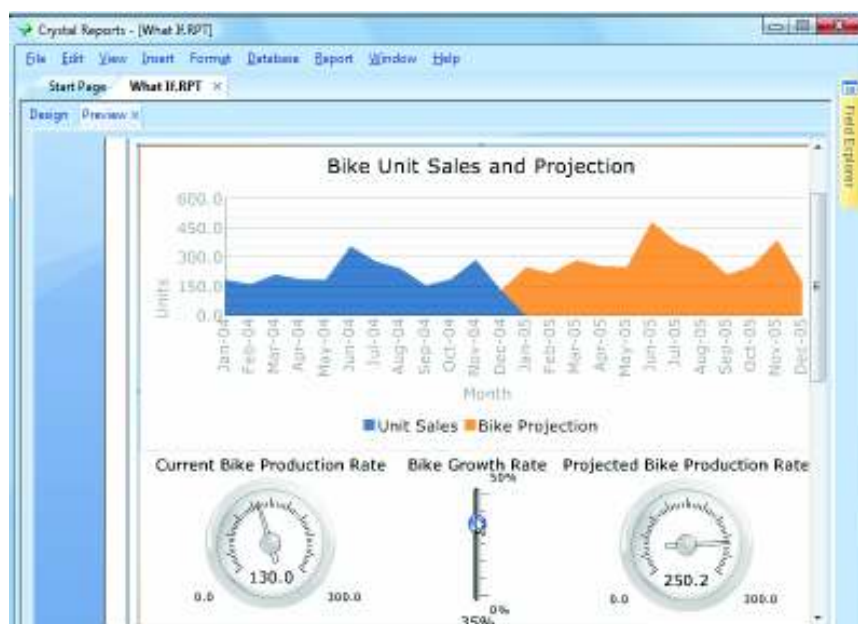 Crystal Reports - [What If.RPT]
File Edit View Insert Format Database Report Window Help
Start Page What If.RPT ×
Design Preview ×
Field Explorer
Bike Unit Sales and Projection
600.0
450.0
300.0
150.0
0.0
Units
Jan-04 Feb-04 Mar-04 Apr-04 May-04 Jun-04 Jul-04 Aug-04 Sep-04 Oct-04 Nov-04 Dec-04 Jan-05 Feb-05 Mar-05 Apr-05 May-05 Jun-05 Jul-05 Aug-05 Sep-05 Oct-05 Nov-05 Dec-05
Month
Unit Sales Bike Projection
Current Bike Production Rate Bike Growth Rate Projected Bike Production Rate
50%
130.0 250.2
0.0 300.0 0% 0.0 300.0
35%